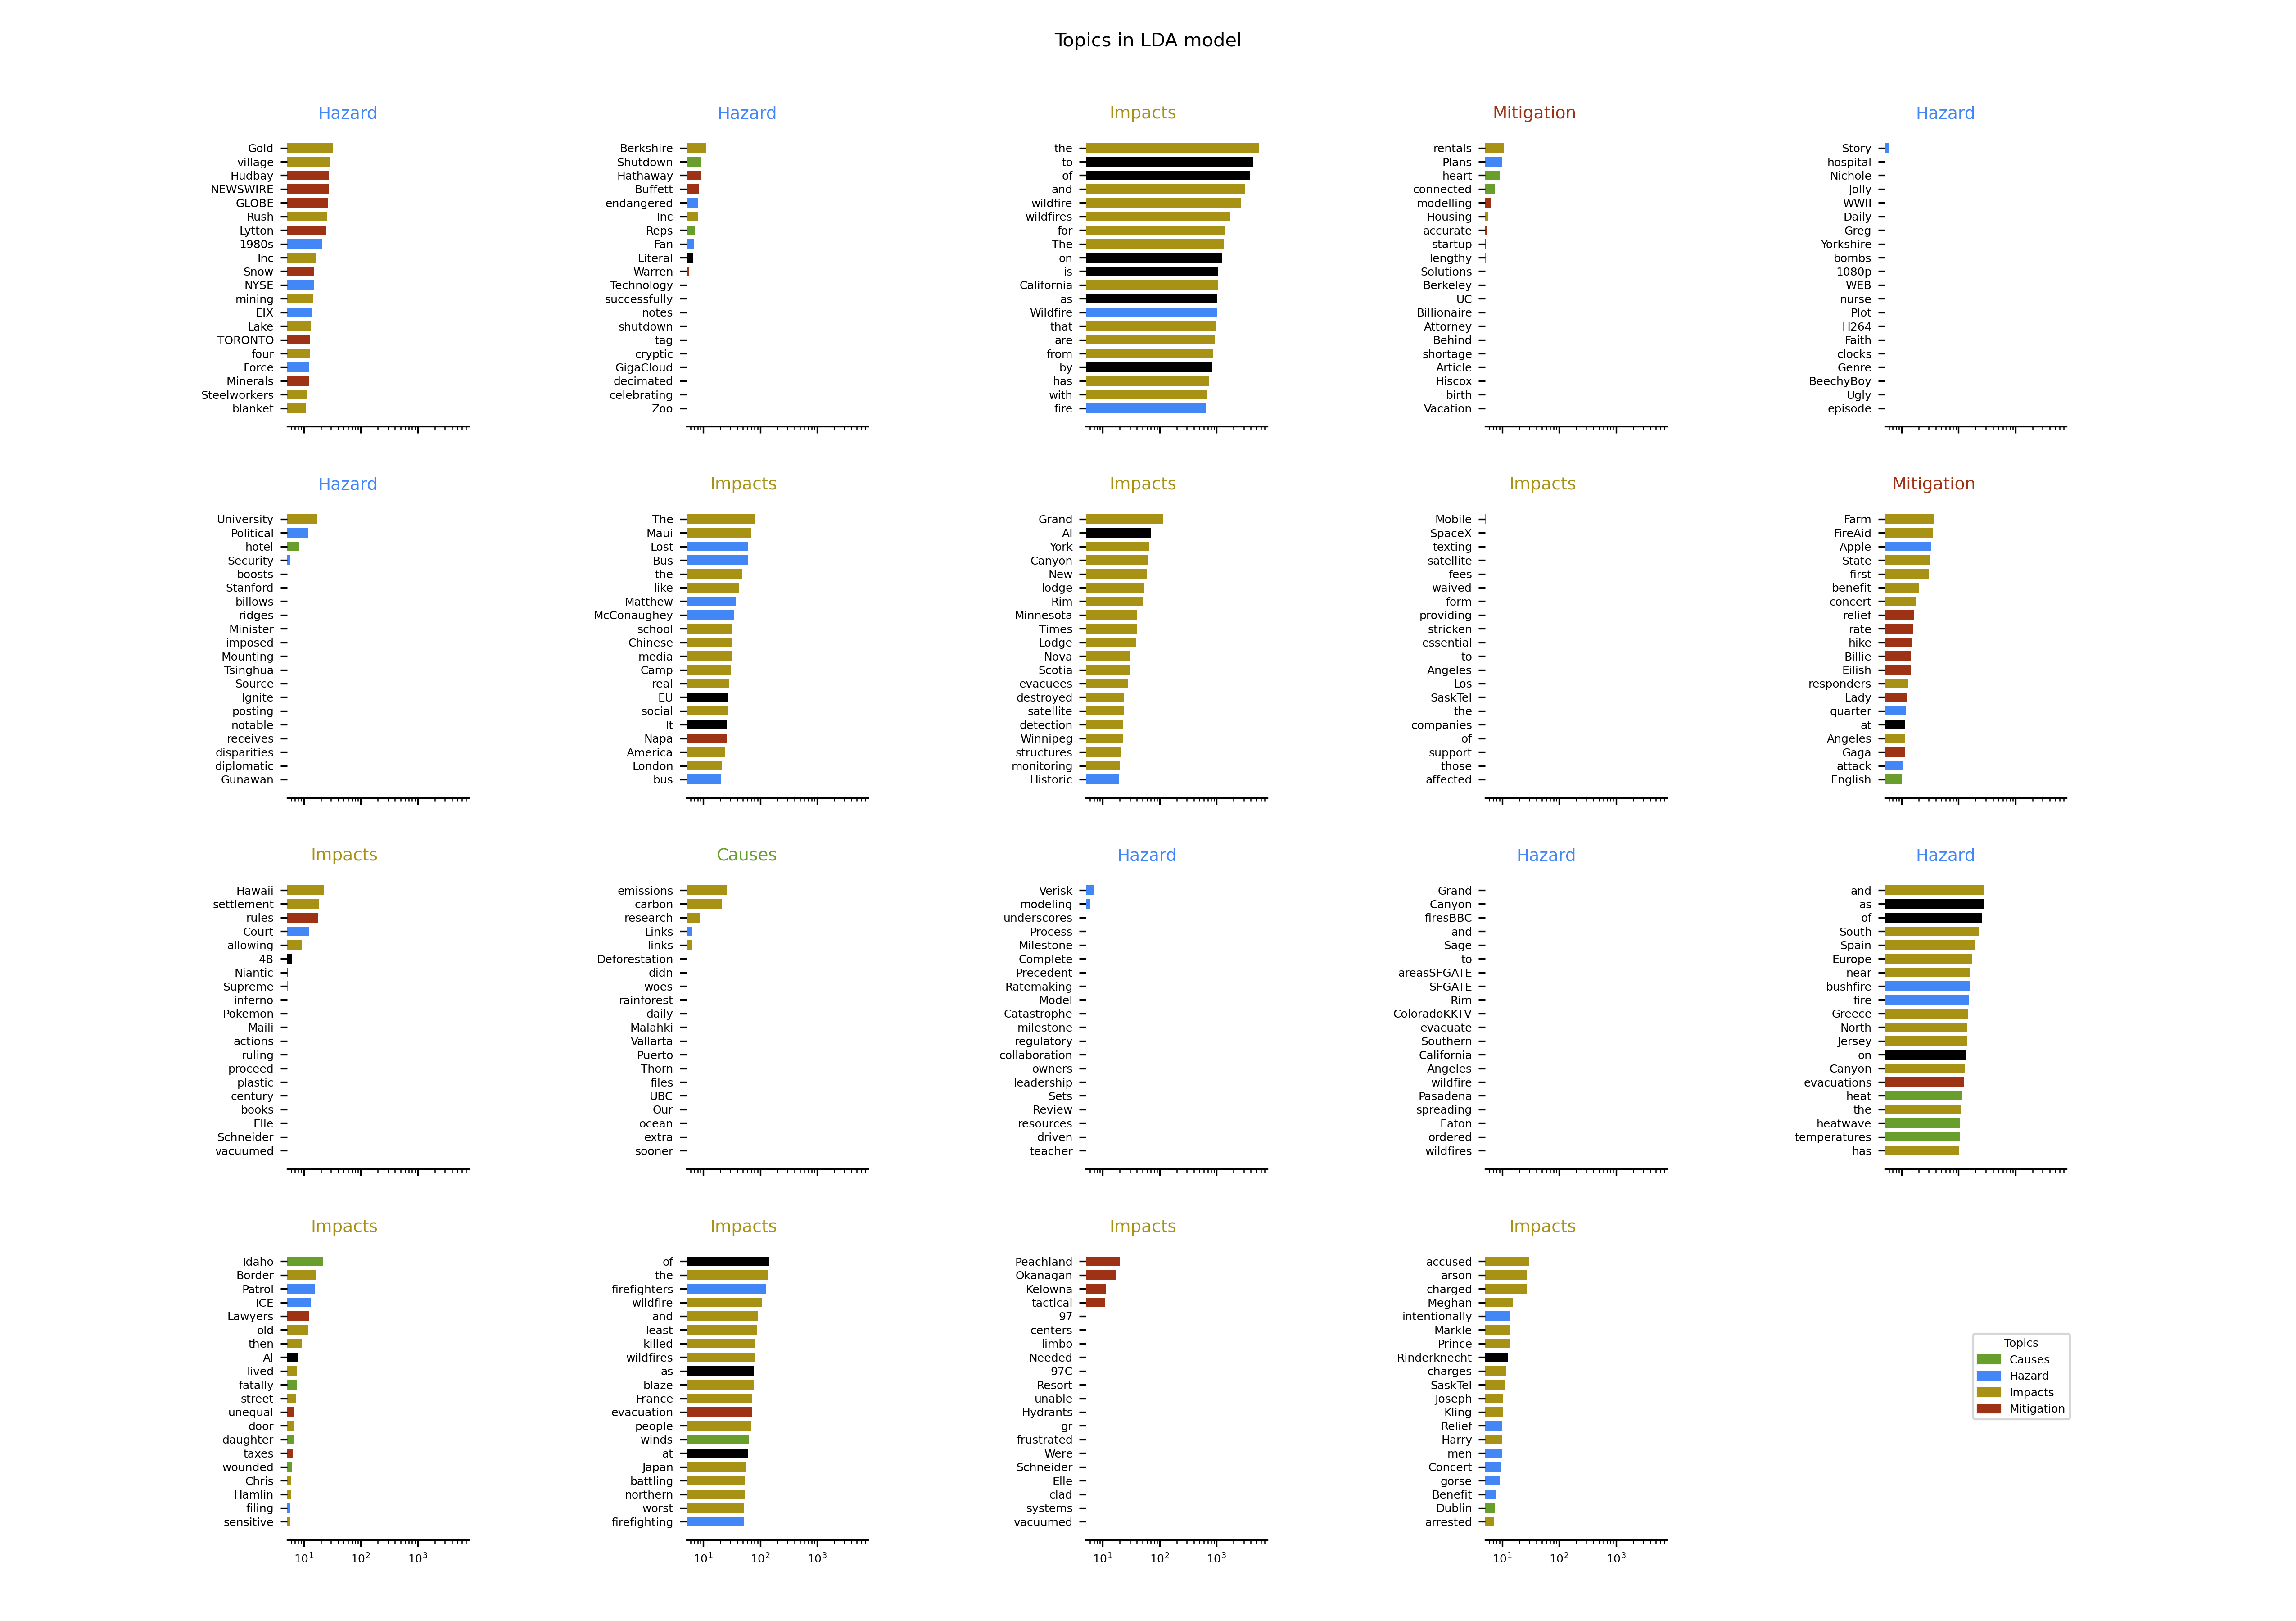 Topics in LDA model
Hazard
Gold
village
Hudbay
NEWSWIRE
GLOBE
Rush
Lytton
1980s
Inc
Snow
NYSE
mining
EIX
Lake
TORONTO
four
Force
Minerals
Steelworkers
blanket
Hazard
Berkshire
Shutdown
Hathaway
Buffett
endangered
Inc
Reps
Fan
Literal
Warren
Technology
successfully
notes
shutdown
tag
cryptic
GigaCloud
decimated
celebrating
Zoo
Impacts
the
to
of
and
wildfire
wildfires
for
The
on
is
California
as
Wildfire
that
are
from
by
has
with
fire
Mitigation
rentals
Plans
heart
connected
modelling
Housing
accurate
startup
lengthy
Solutions
Berkeley
UC
Billionaire
Attorney
Behind
shortage
Article
Hiscox
birth
Vacation
Hazard
Story
hospital
Nichole
Jolly
WWII
Daily
Greg
Yorkshire
bombs
1080p
WEB
nurse
Plot
H264
Faith
clocks
Genre
BeechyBoy
Ugly
episode
Hazard
University
Political
hotel
Security
boosts
Stanford
billows
ridges
Minister
imposed
Mounting
Tsinghua
Source
Ignite
posting
notable
receives
disparities
diplomatic
Gunawan
Impacts
The
Maui
Lost
Bus
the
like
Matthew
McConaughey
school
Chinese
media
Camp
real
EU
social
It
Napa
America
London
bus
Impacts
Grand
AI
York
Canyon
New
lodge
Rim
Minnesota
Times
Lodge
Nova
Scotia
evacuees
destroyed
satellite
detection
Winnipeg
structures
monitoring
Historic
Impacts
Mobile
SpaceX
texting
satellite
fees
waived
form
providing
stricken
essential
to
Angeles
Los
SaskTel
the
companies
of
support
those
affected
Mitigation
Farm
FireAid
Apple
State
first
benefit
concert
relief
rate
hike
Billie
Eilish
responders
Lady
quarter
at
Angeles
Gaga
attack
English
Impacts
Hawaii
settlement
rules
Court
allowing
4B
Niantic
Supreme
inferno
Pokemon
Maili
actions
ruling
proceed
plastic
century
books
Elle
Schneider
vacuumed
Causes
emissions
carbon
research
Links
links
Deforestation
didn
woes
rainforest
daily
Malahki
Vallarta
Puerto
Thorn
files
UBC
Our
ocean
extra
sooner
Hazard
Verisk
modeling
underscores
Process
Milestone
Complete
Precedent
Ratemaking
Model
Catastrophe
milestone
regulatory
collaboration
owners
leadership
Sets
Review
resources
driven
teacher
Hazard
Grand
Canyon
firesBBC
and
Sage
to
areasSFGATE
SFGATE
Rim
ColoradoKKTV
evacuate
Southern
California
Angeles
wildfire
Pasadena
spreading
Eaton
ordered
wildfires
Hazard
and
as
of
South
Spain
Europe
near
bushfire
fire
Greece
North
Jersey
on
Canyon
evacuations
heat
the
heatwave
temperatures
has
Impacts
Idaho
Border
Patrol
ICE
Lawyers
old
then
Al
lived
fatally
street
unequal
door
daughter
taxes
wounded
Chris
Hamlin
filing
sensitive
10¹ 10² 10³
Impacts
of
the
firefighters
wildfire
and
least
killed
wildfires
as
blaze
France
evacuation
people
winds
at
Japan
battling
northern
worst
firefighting
10¹ 10² 10³
Impacts
Peachland
Okanagan
Kelowna
tactical
97
centers
limbo
Needed
97C
Resort
unable
Hydrants
gr
frustrated
Were
Schneider
Elle
clad
systems
vacuumed
10¹ 10² 10³
Impacts
accused
arson
charged
Meghan
intentionally
Markle
Prince
Rinderknecht
charges
SaskTel
Joseph
Kling
Relief
Harry
men
Concert
gorse
Benefit
Dublin
arrested
10¹ 10² 10³
Topics
Causes
Hazard
Impacts
Mitigation